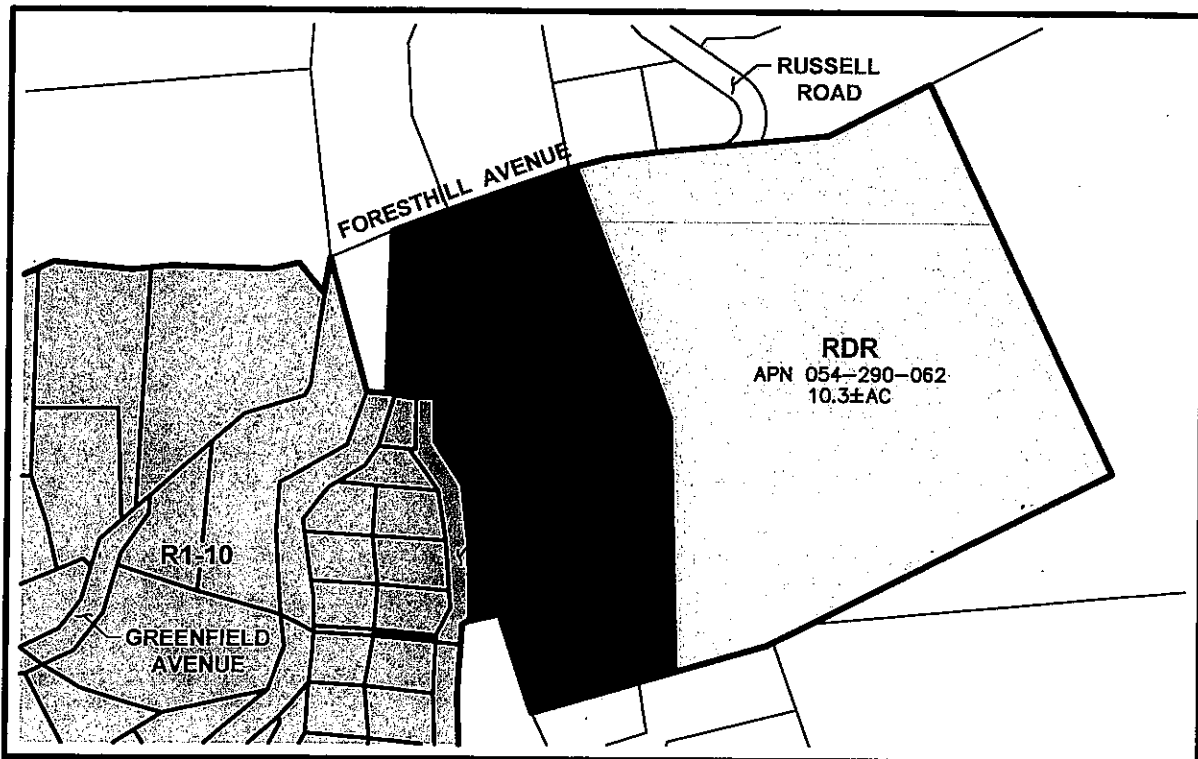 RUSSELL
ROAD
FORESTHILL AVENUE
RDR
APN 054-290-062
10.3±AC
R1-10
GREENFIELD
AVENUE